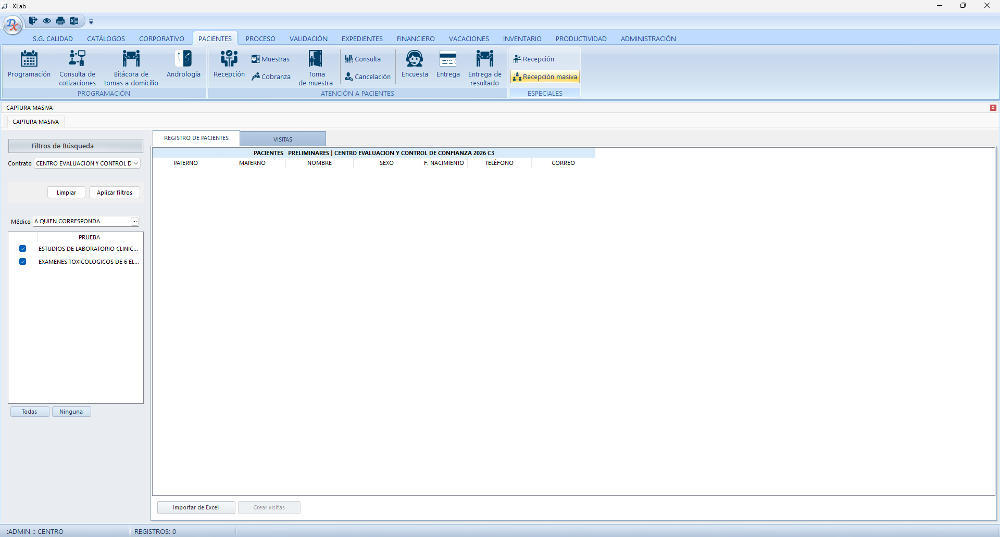 XLab
S.G. CALIDAD CATÁLOGOS CORPORATIVO PACIENTES PROCESO VALIDACIÓN EXPEDIENTES FINANCIERO VACACIONES INVENTARIO PRODUCTIVIDAD ADMINISTRACIÓN
Programación
Consulta de
cotizaciones
Bitácora de
tomas a domicilio
Andrología
PROGRAMACIÓN
Recepción
Muestras
Cobranza
Toma
de muestra
Consulta
Cancelación
Encuesta
Entrega
Entrega de
resultado
ATENCIÓN A PACIENTES
Recepción
Recepción masiva
ESPECIALES
CAPTURA MASIVA
CAPTURA MASIVA
Filtros de Búsqueda
Contrato CENTRO EVALUACION Y CONTROL D
Limpiar Aplicar filtros
Médico A QUIEN CORRESPONDA ...
PRUEBA
ESTUDIOS DE LABORATORIO CLINIC...
EXAMENES TOXICOLOGICOS DE 6 EL...
Todas Ninguna
REGISTRO DE PACIENTES VISITAS
PACIENTES PRELIMINARES | CENTRO EVALUACION Y CONTROL DE CONFIANZA 2026 C3
PATERNO MATERNO NOMBRE SEXO F. NACIMIENTO TELÉFONO CORREO
Importar de Excel Crear visitas
:ADMIN :: CENTRO REGISTROS: 0